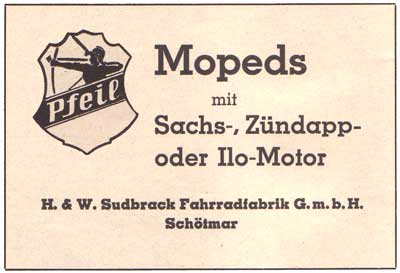 Pfeil
Mopeds
mit
Sachs-, Zündapp-
oder Ilo-Motor
H. & W. Sudbrack Fahrradfabrik G.m.b.H.
Schötmar